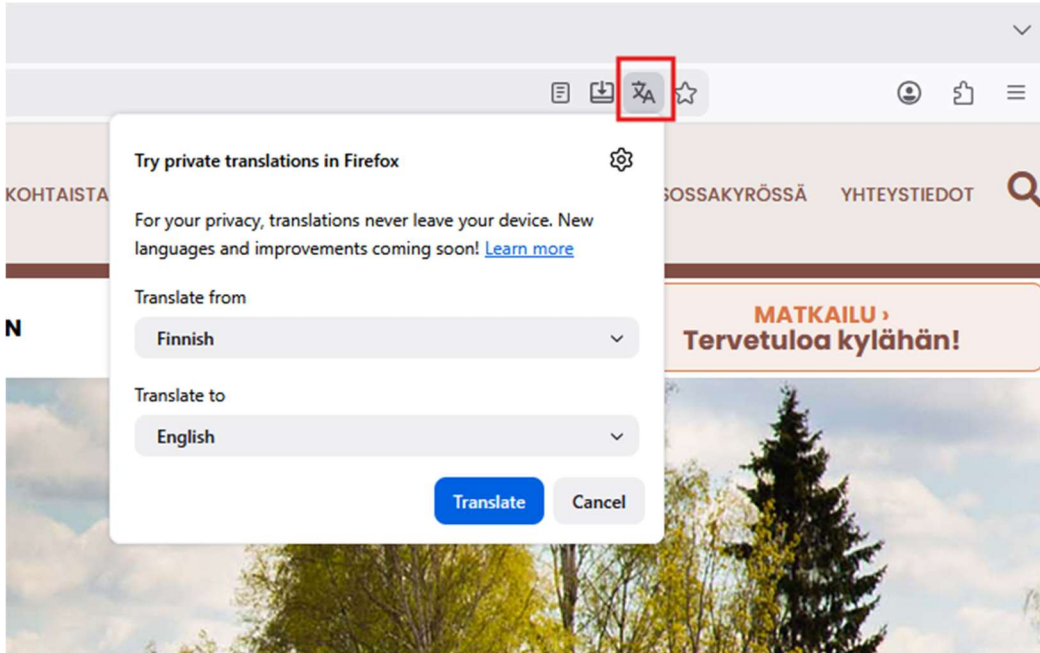 Try private translations in Firefox
KOHTAISTA
SOSSAKYRÖSSÄ
YHTEYSTIEDOT
For your privacy, translations never leave your device. New
languages and improvements coming soon! Learn more
Translate from
Finnish
N
MATKAILU ›
Tervetuloa kylähän!
Translate to
English
Translate
Cancel